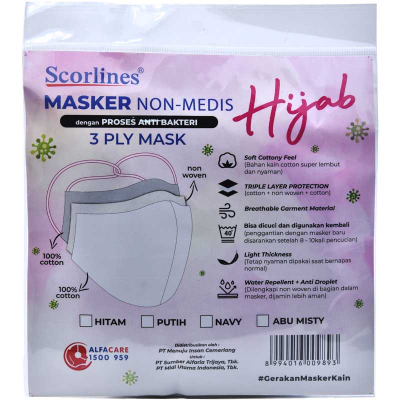 Scorlines®
MASKER NON-MEDIS
Hijab
dengan PROSES ANTI BAKTERI
3 PLY MASK
non
woven
100%
cotton
100%
cotton
Soft Cottony Feel
(Bahan kain cotton super lembut
dan nyaman)
TRIPLE LAYER PROTECTION
(cotton + non woven + cotton)
Breathable Garment Material
40°
Bisa dicuci dan digunakan kembali
(penggantian dengan masker baru
disarankan setelah 8 - 10kali pencucian)
Light Thickness
(Tetap nyaman dipakai saat bernapas
normal)
Water Repellent + Anti Droplet
(Dilengkapi non woven di bagian dalam
masker, dijamin lebih aman)
HITAM
PUTIH
NAVY
ABU MISTY
ALFACARE
1500 959
Didistribusikan oleh :
PT Menuju Insan Cemerlang
Untuk :
PT Sumber Alfaria Trijaya, Tbk.
PT Midi Utama Indonesia, Tbk.
8994016009893
#GerakanMaskerKain